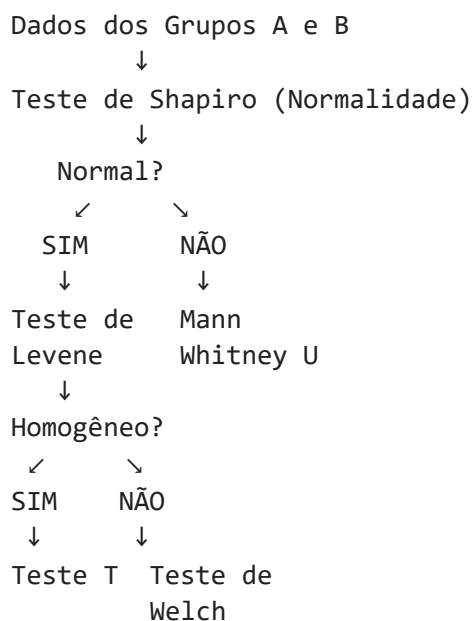 Dados dos Grupos A e B
↓
Teste de Shapiro (Normalidade)
↓
Normal?
↙ ↘
SIM NÃO
↓ ↓
Teste de Mann
Levene Whitney U
↓
Homogêneo?
↙ ↘
SIM NÃO
↓ ↓
Teste T Teste de
Welch